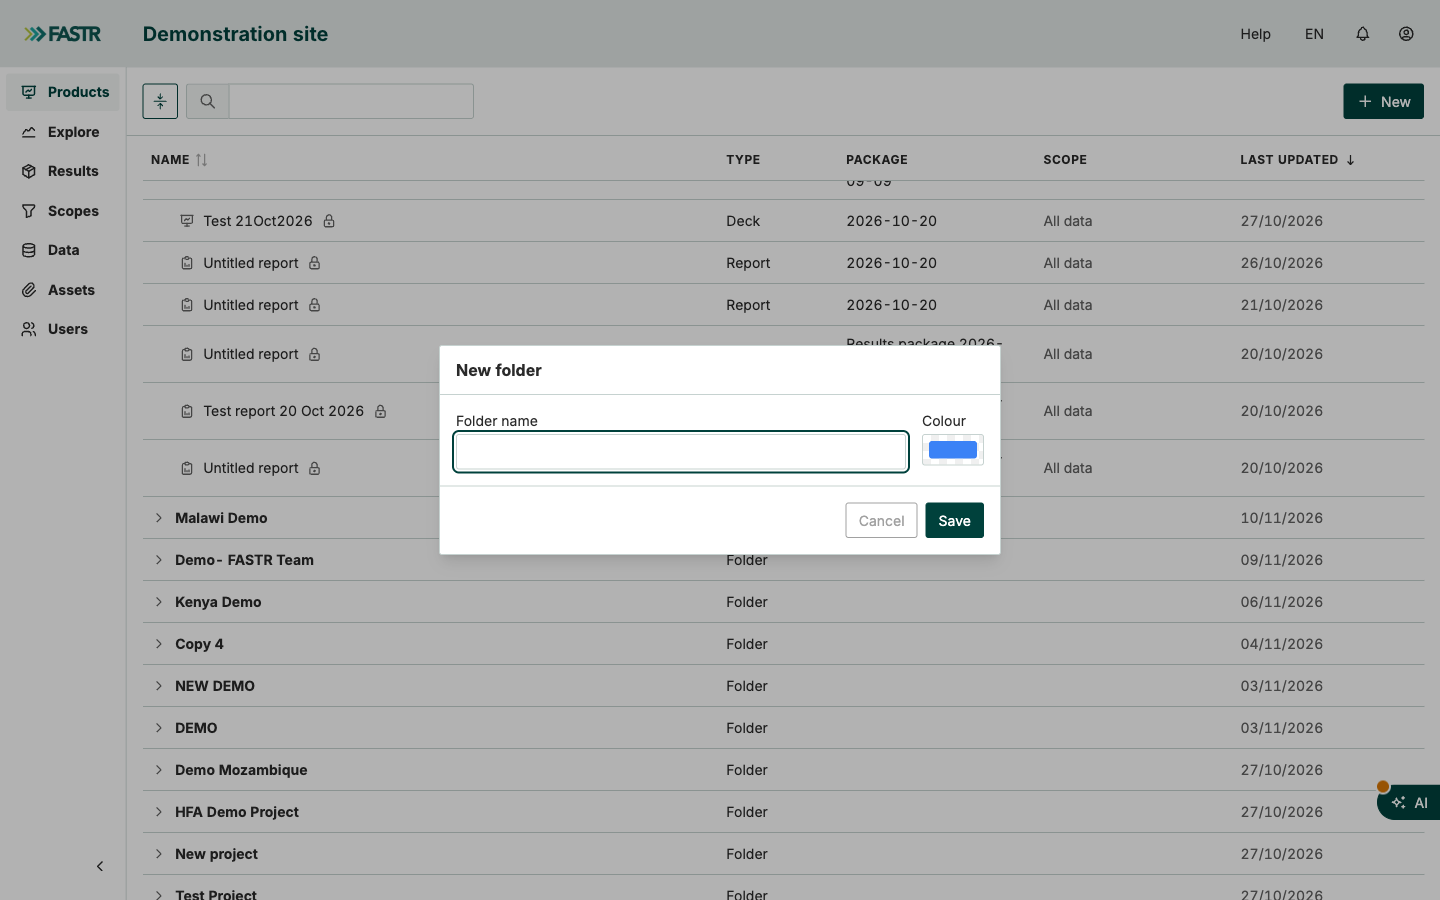 FASTR
Demonstration site
Help
EN
Products
Explore
Results
Scopes
Data
Assets
Users
New
NAME
TYPE
PACKAGE
SCOPE
LAST UPDATED
09-09
Test 21Oct2026 Deck 2026-10-20 All data 27/10/2026
Untitled report Report 2026-10-20 All data 26/10/2026
Untitled report Report 2026-10-20 All data 21/10/2026
Results package 2026-
Untitled report All data 20/10/2026
Test report 20 Oct 2026 All data 20/10/2026
Untitled report All data 20/10/2026
New folder
Folder name
Colour
Cancel
Save
Malawi Demo 10/11/2026
Demo- FASTR Team Folder 09/11/2026
Kenya Demo Folder 06/11/2026
Copy 4 Folder 04/11/2026
NEW DEMO Folder 03/11/2026
DEMO Folder 03/11/2026
Demo Mozambique Folder 27/10/2026
HFA Demo Project Folder 27/10/2026
New project Folder 27/10/2026
Test Project Folder 27/10/2026
AI